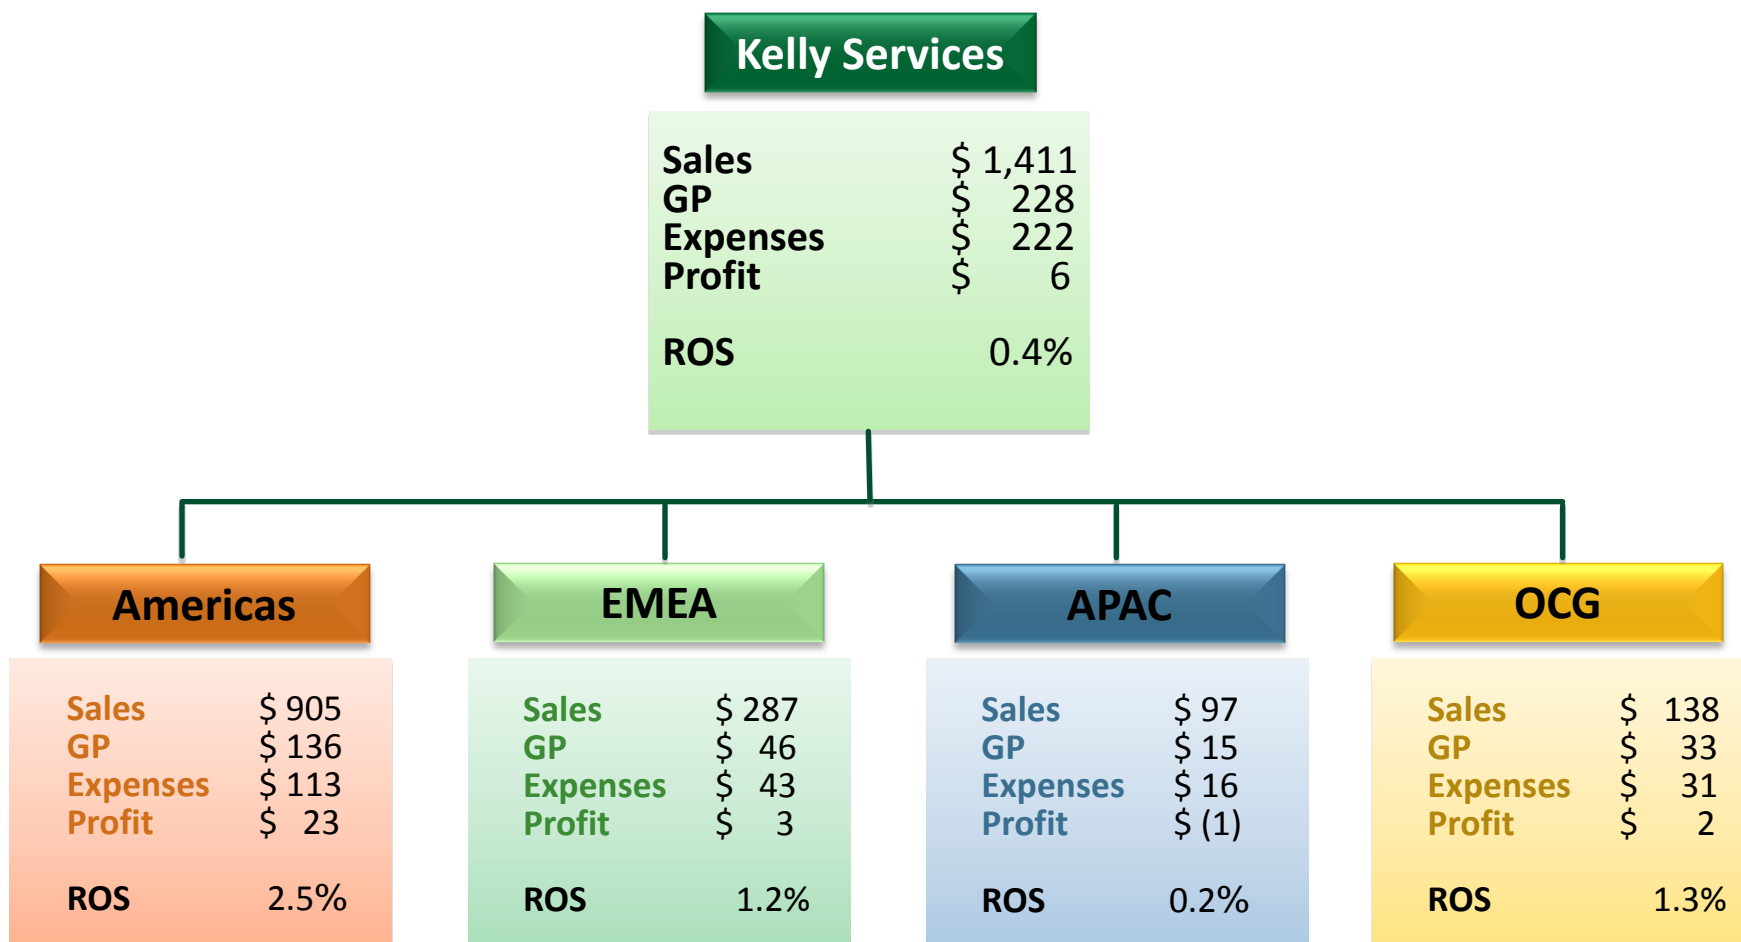 Kelly Services
Sales $ 1,411
GP $ 228
Expenses $ 222
Profit $ 6
ROS 0.4%
Americas
Sales $ 905
GP $ 136
Expenses $ 113
Profit $ 23
ROS 2.5%
EMEA
Sales $ 287
GP $ 46
Expenses $ 43
Profit $ 3
ROS 1.2%
APAC
Sales $ 97
GP $ 15
Expenses $ 16
Profit $ (1)
ROS 0.2%
OCG
Sales $ 138
GP $ 33
Expenses $ 31
Profit $ 2
ROS 1.3%